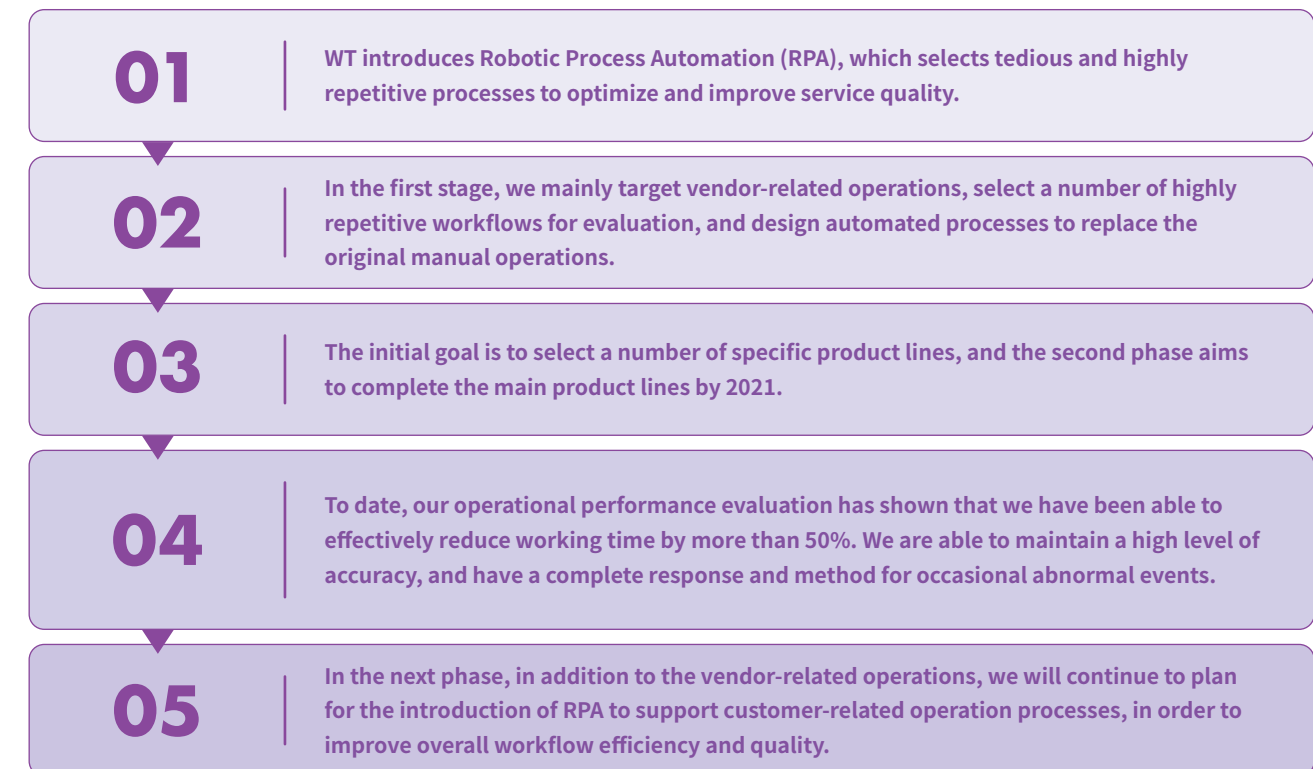 01
WT introduces Robotic Process Automation (RPA), which selects tedious and highly
repetitive processes to optimize and improve service quality.
02
In the first stage, we mainly target vendor-related operations, select a number of highly
repetitive workflows for evaluation, and design automated processes to replace the
original manual operations.
03
The initial goal is to select a number of specific product lines, and the second phase aims
to complete the main product lines by 2021.
04
To date, our operational performance evaluation has shown that we have been able to
effectively reduce working time by more than 50%. We are able to maintain a high level of
accuracy, and have a complete response and method for occasional abnormal events.
05
In the next phase, in addition to the vendor-related operations, we will continue to plan
for the introduction of RPA to support customer-related operation processes, in order to
improve overall workflow efficiency and quality.